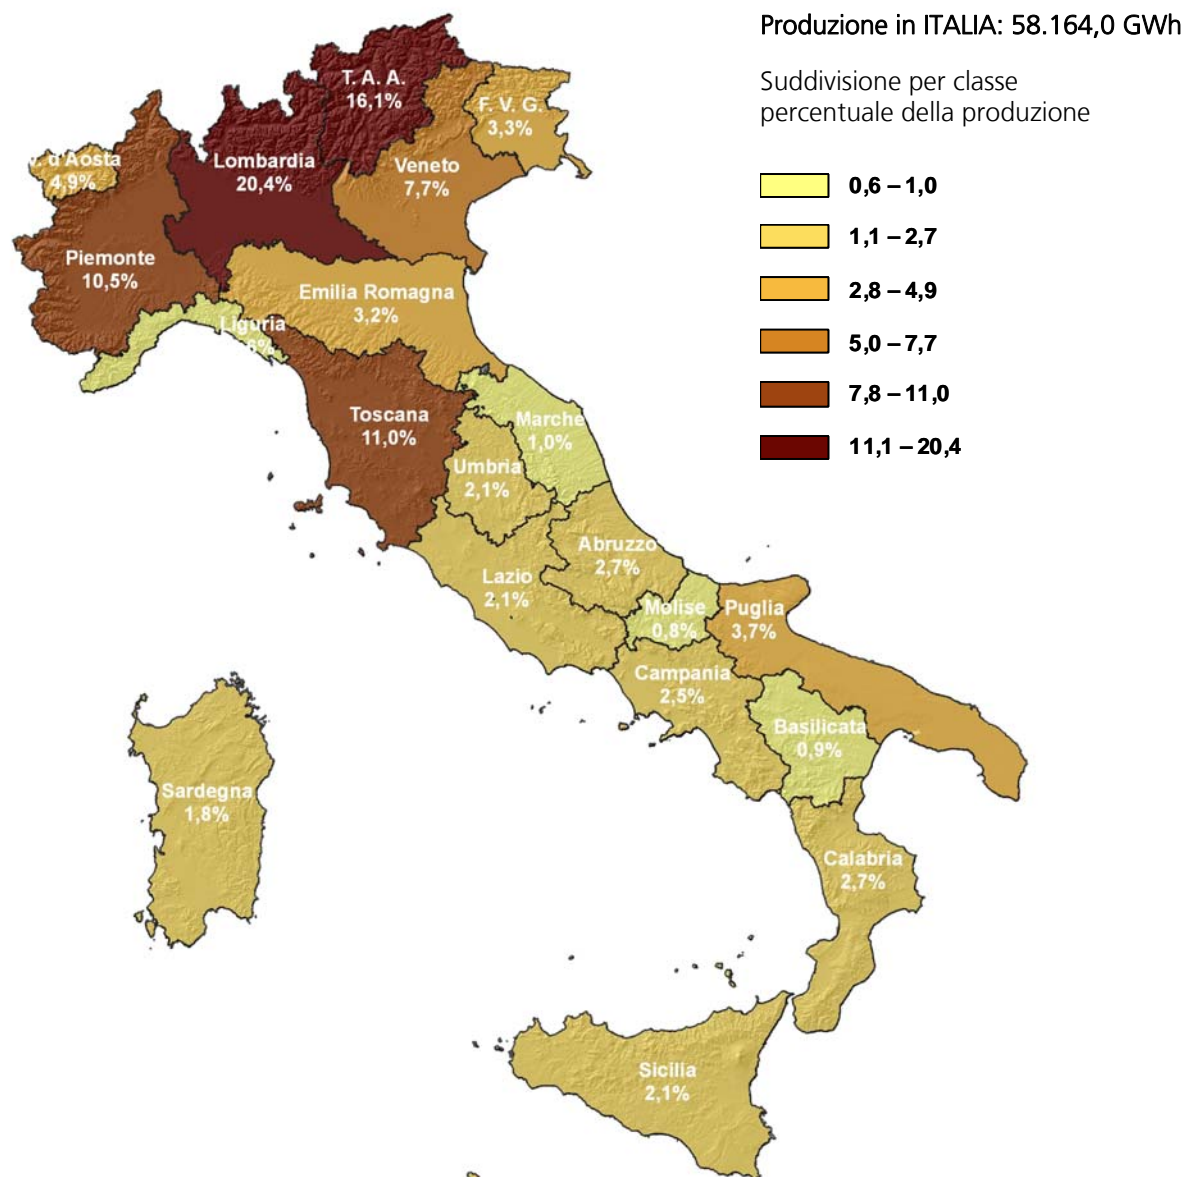 Produzione in ITALIA: 58.164,0 GWh
Suddivisione per classe
percentuale della produzione
0,6 – 1,0
1,1 – 2,7
2,8 – 4,9
5,0 – 7,7
7,8 – 11,0
11,1 – 20,4
T. A. A.
16,1%
F. V. G.
3,3%
V. d'Aosta
4,9%
Lombardia
20,4%
Veneto
7,7%
Piemonte
10,5%
Emilia Romagna
3,2%
Liguria
Toscana
11,0%
Marche
1,0%
Umbria
2,1%
Abruzzo
2,7%
Lazio
2,1%
Molise
0,8%
Puglia
3,7%
Campania
2,5%
Basilicata
0,9%
Sardegna
1,8%
Calabria
2,7%
Sicilia
2,1%